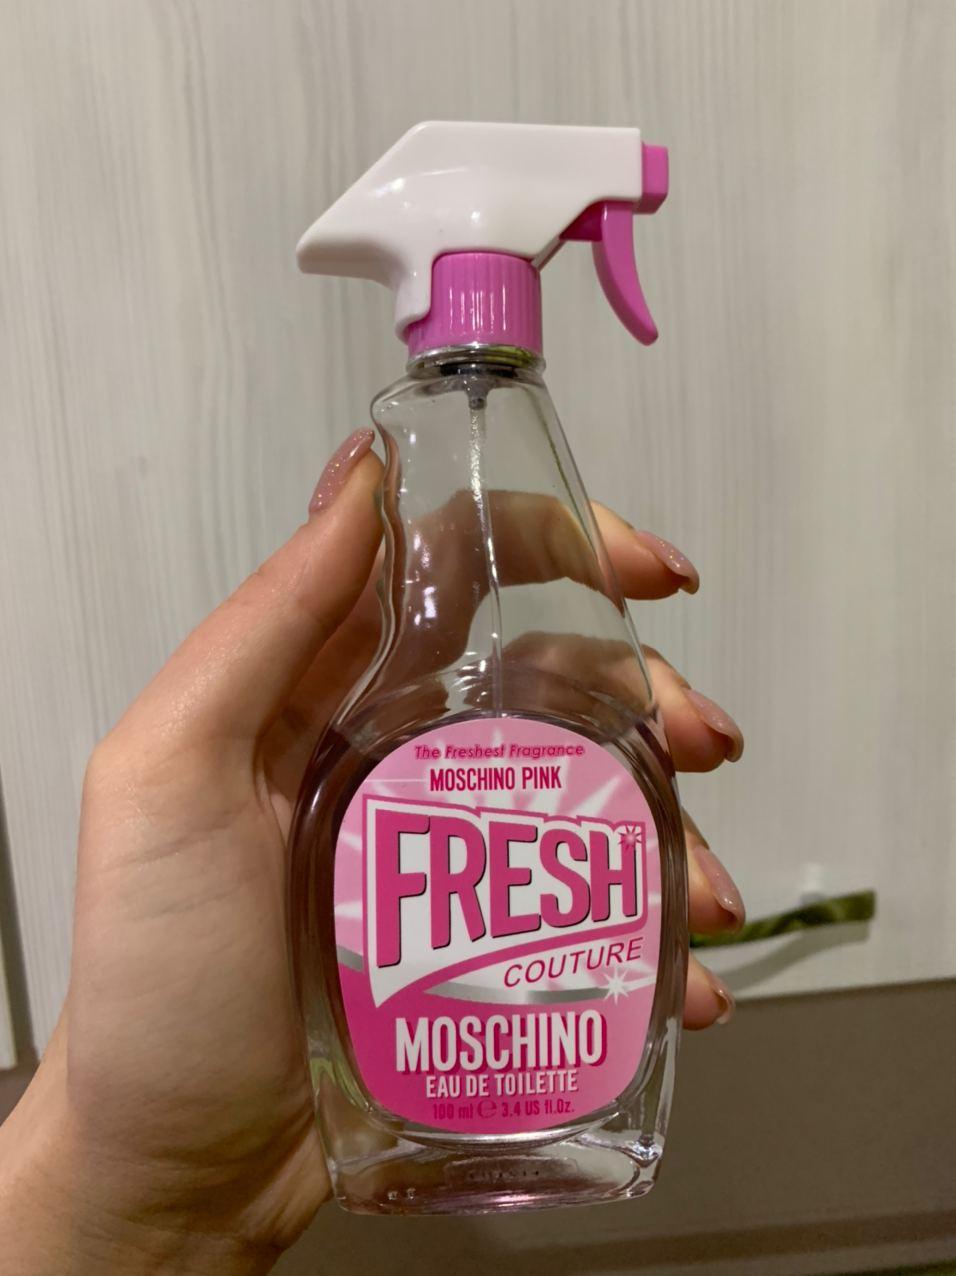 The Freshest Fragrance
MOSCHINO PINK
FRESH
COUTURE
MOSCHINO
EAU DE TOILETTE
100 ml ℮ 3.4 US fl.Oz.